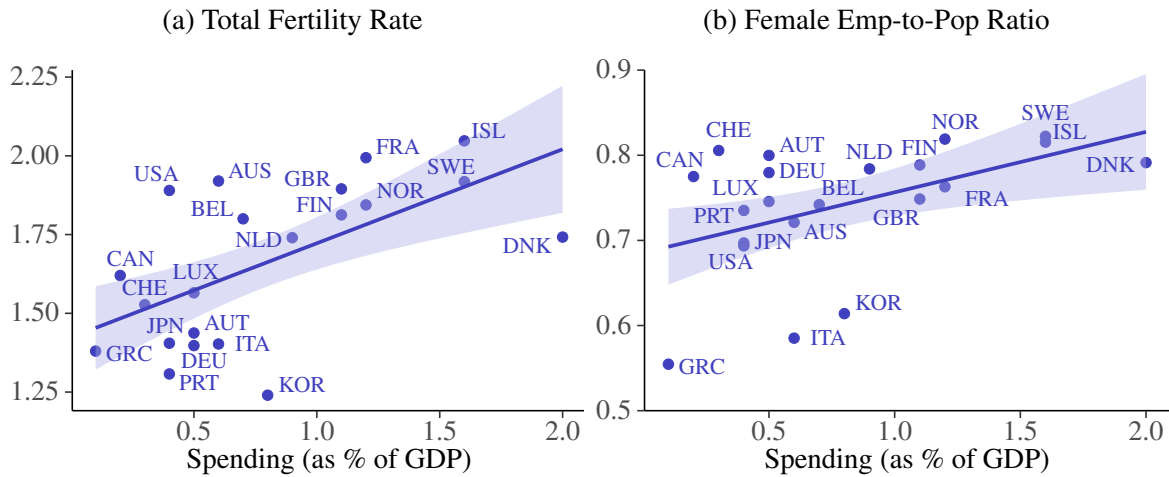 (a) Total Fertility Rate
2.25
2.00
1.75
1.50
1.25
ISL
FRA
SWE
USA
AUS
GBR
NOR
BEL
FIN
NLD
DNK
CAN
LUX
CHE
JPN
AUT
GRC
ITA
DEU
PRT
KOR
0.5 1.0 1.5 2.0
Spending (as % of GDP)
(b) Female Emp-to-Pop Ratio
0.9
0.8
0.7
0.6
0.5
SWE
NOR
ISL
CHE
AUT
FIN
CAN
DEU
NLD
DNK
LUX
BEL
FRA
PRT
GBR
AUS
JPN
USA
KOR
ITA
GRC
0.5 1.0 1.5 2.0
Spending (as % of GDP)